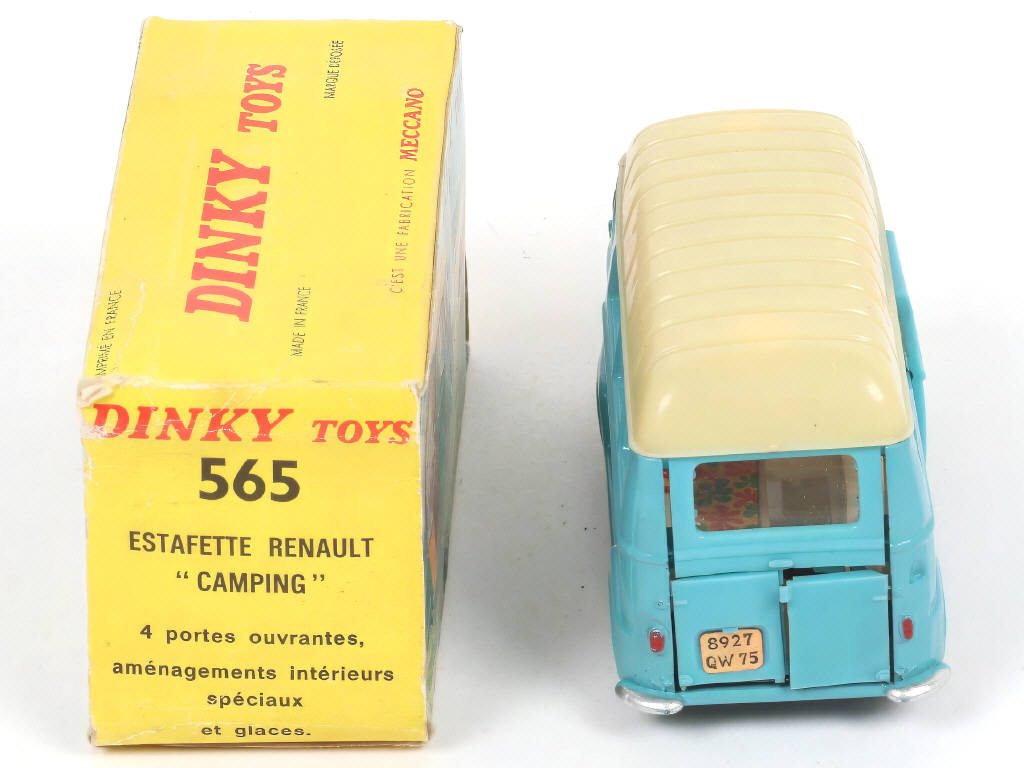 DINKY TOYS
MARQUE DÉPOSÉE
C'EST UNE FABRICATION MECCANO
IMPRIMÉ EN FRANCE
MADE IN FRANCE
DINKY TOYS
565
ESTAFETTE RENAULT
“ CAMPING ”
4 portes ouvrantes,
aménagements intérieurs
spéciaux
et glaces.
8927
QW 75